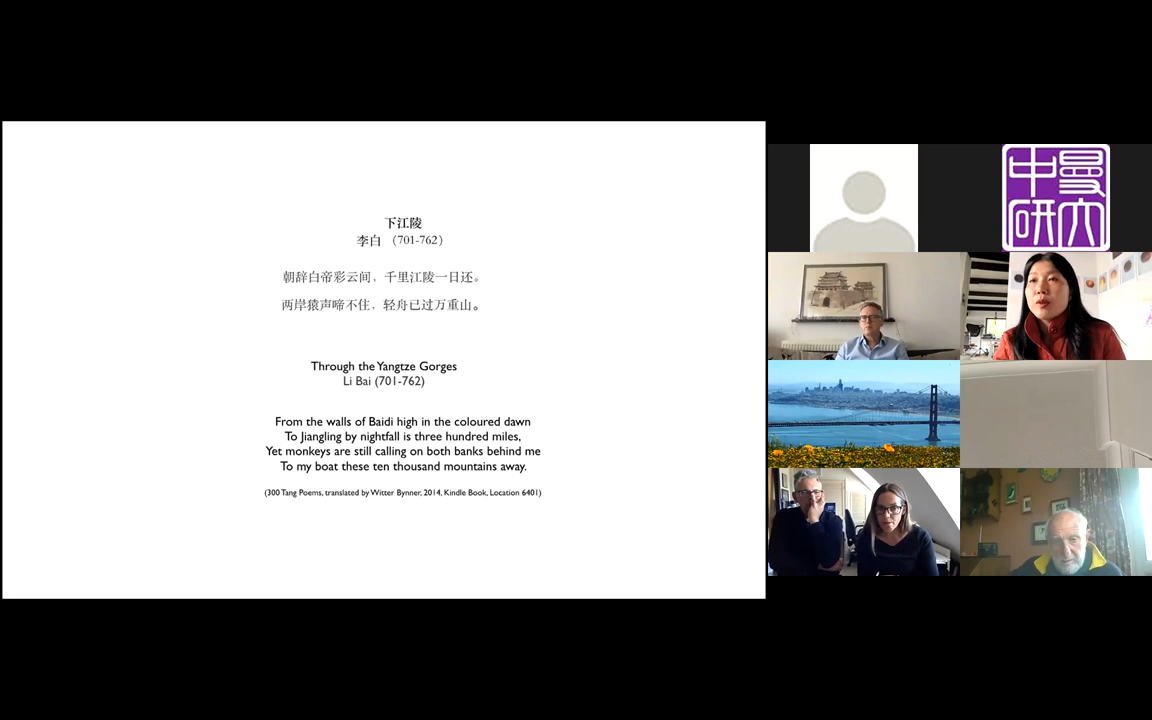 下江陵
李白 （701-762）
朝辞白帝彩云间，千里江陵一日还。
两岸猿声啼不住，轻舟已过万重山。
Through the Yangtze Gorges
Li Bai (701-762)
From the walls of Baidi high in the coloured dawn
To Jiangling by nightfall is three hundred miles,
Yet monkeys are still calling on both banks behind me
To my boat these ten thousand mountains away.
(300 Tang Poems, translated by Witter Bynner, 2014, Kindle Book, Location 6401)
中曼
研